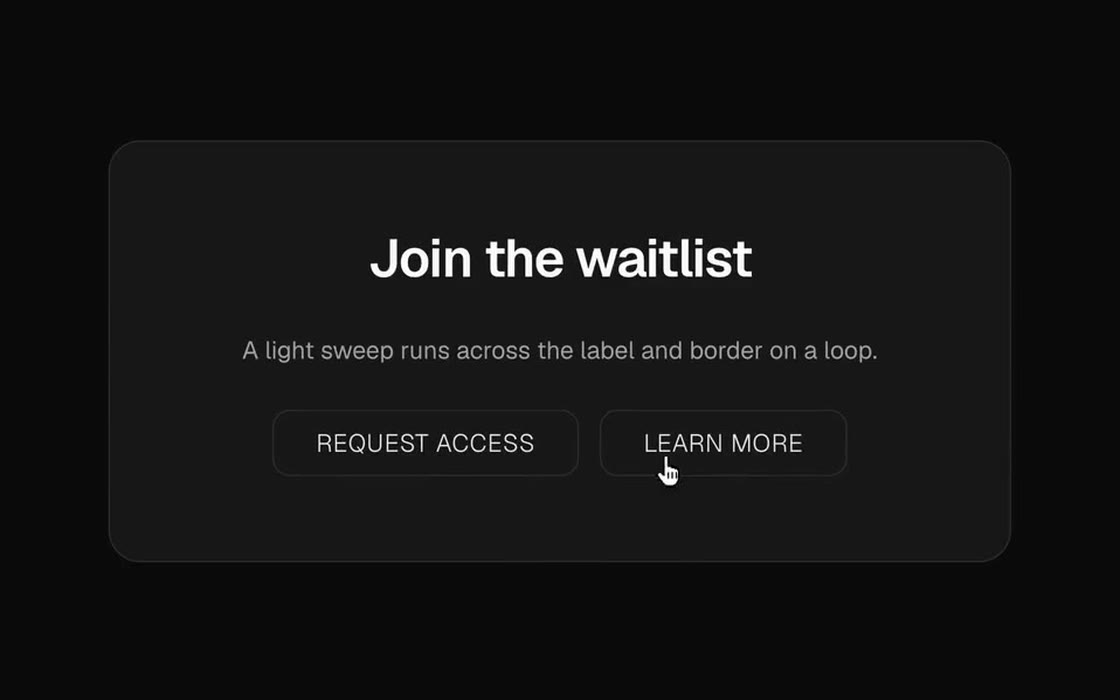 Join the waitlist
A light sweep runs across the label and border on a loop.
REQUEST ACCESS
LEARN MORE